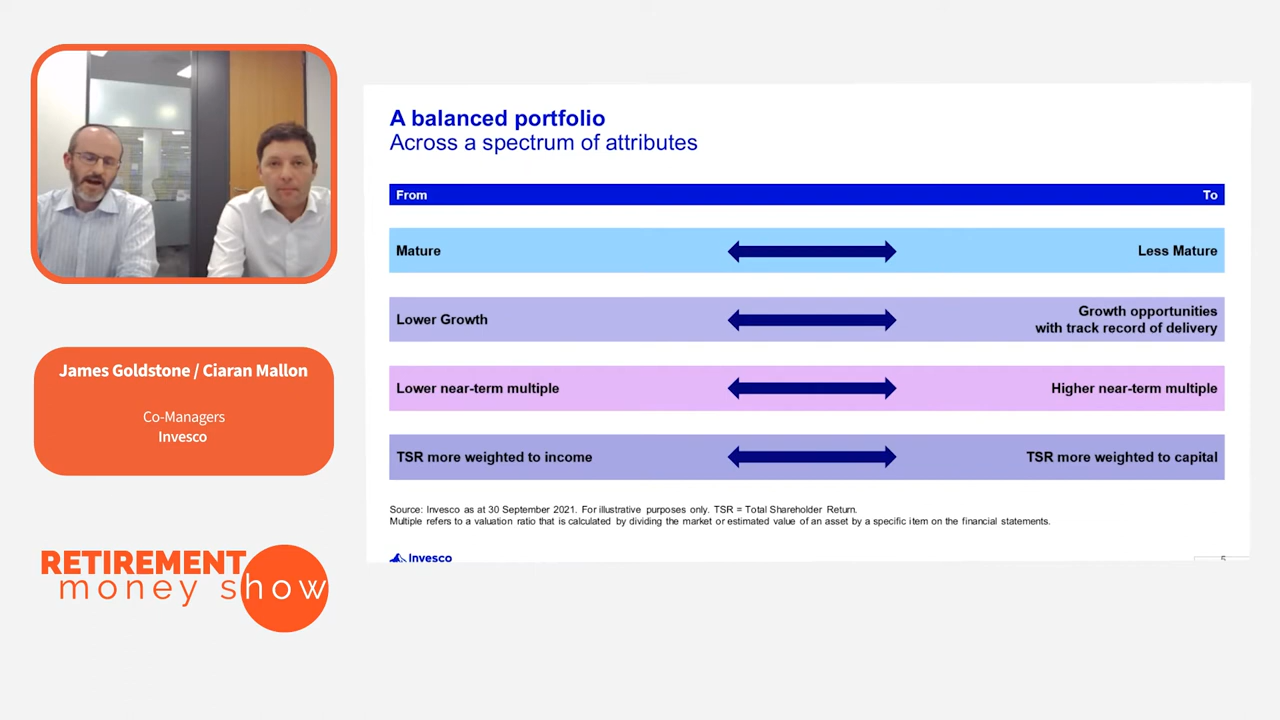 James Goldstone / Ciaran Mallon
Co-Managers
Invesco
RETIREMENT
money show
A balanced portfolio
Across a spectrum of attributes
From To
Mature Less Mature
Lower Growth Growth opportunities
with track record of delivery
Lower near-term multiple Higher near-term multiple
TSR more weighted to income TSR more weighted to capital
Source: Invesco as at 30 September 2021. For illustrative purposes only. TSR = Total Shareholder Return.
Multiple refers to a valuation ratio that is calculated by dividing the market or estimated value of an asset by a specific item on the financial statements.
Invesco